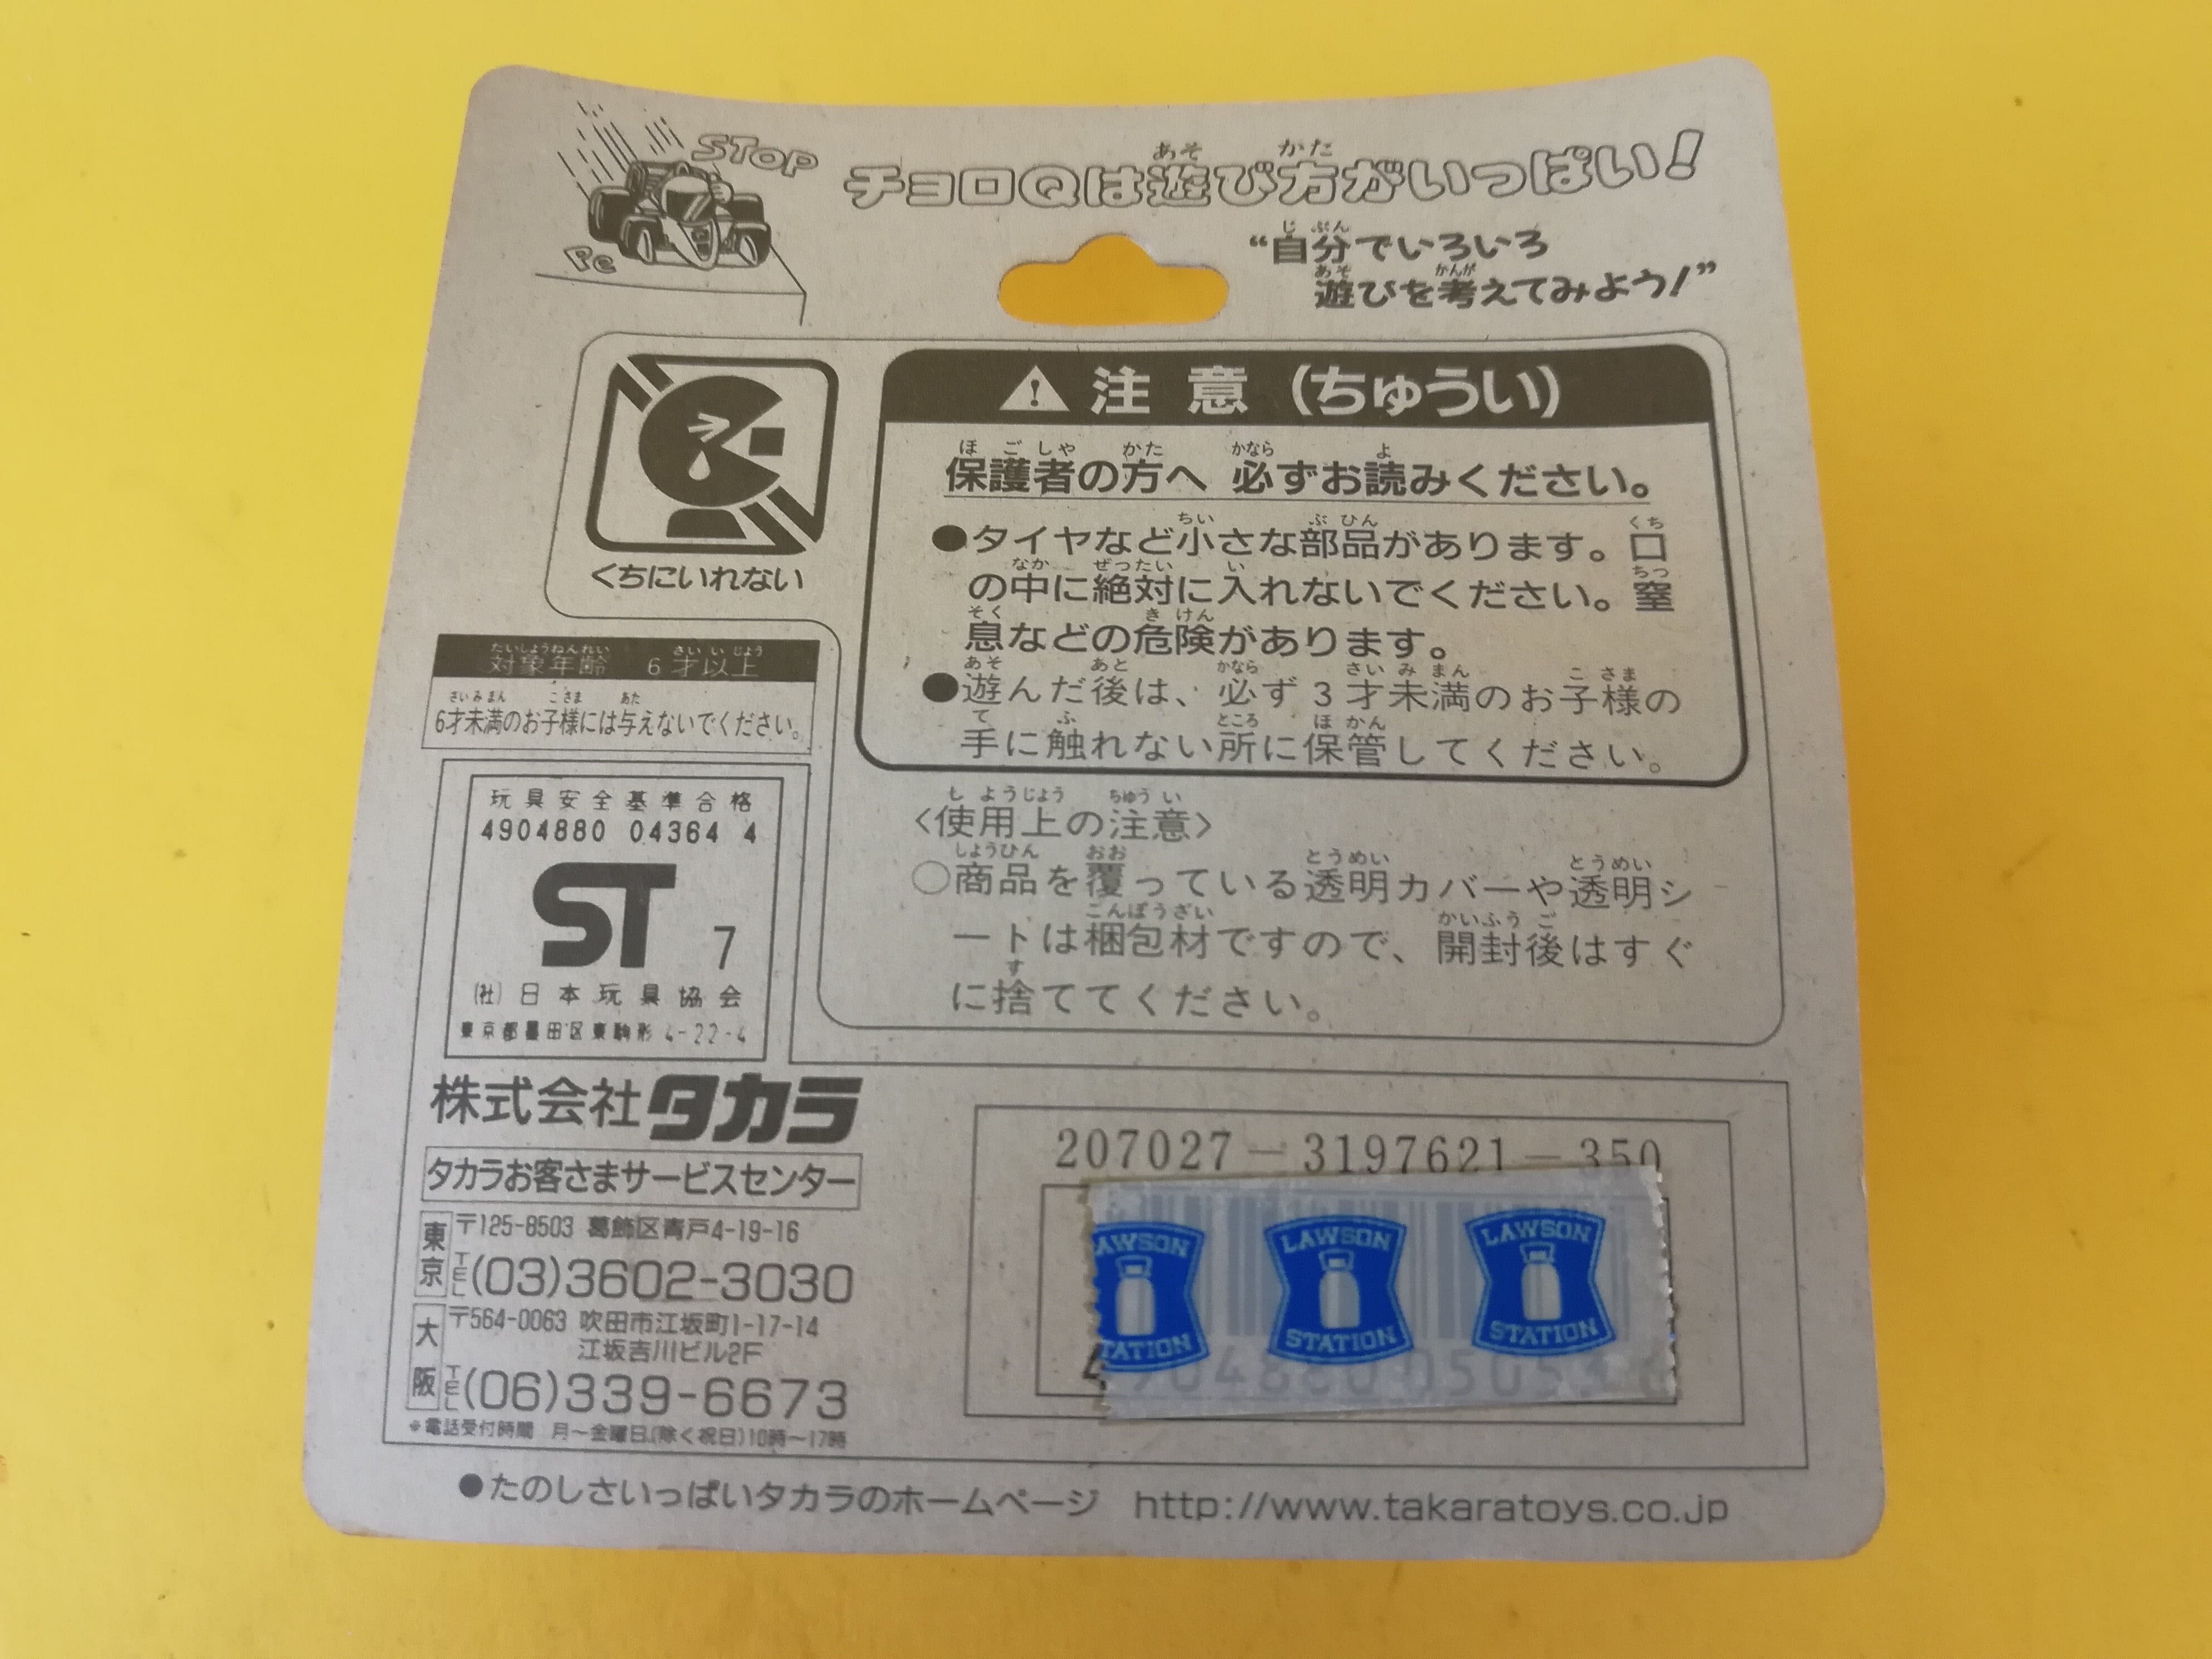 STOP
Pe
チョロQは遊び方がいっぱい！
“自分でいろいろ
遊びを考えてみよう！”
くちにいれない
注意（ちゅうい）
保護者の方へ 必ずお読みください。
●タイヤなど小さな部品があります。口
の中に絶対に入れないでください。窒
息などの危険があります。
●遊んだ後は、必ず3才未満のお子様の
手に触れない所に保管してください。
対象年齢 6才以上
6才未満のお子様には与えないでください。
〈使用上の注意〉
○商品を覆っている透明カバーや透明シ
ートは梱包材ですので、開封後はすぐ
に捨ててください。
玩具安全基準合格
4904880 04364 4
ST 7
(社)日本玩具協会
東京都墨田区東駒形4-22-4
株式会社タカラ
タカラお客さまサービスセンター
東京 〒125-8503 葛飾区青戸4-19-16
TEL(03)3602-3030
大阪 〒564-0063 吹田市江坂町1-17-14
江坂吉川ビル2F
TEL(06)339-6673
※電話受付時間 月〜金曜日(除く祝日)10時〜17時
207027－3197621－350
LAWSON STATION
LAWSON STATION
●たのしさいっぱいタカラのホームページ http://www.takaratoys.co.jp